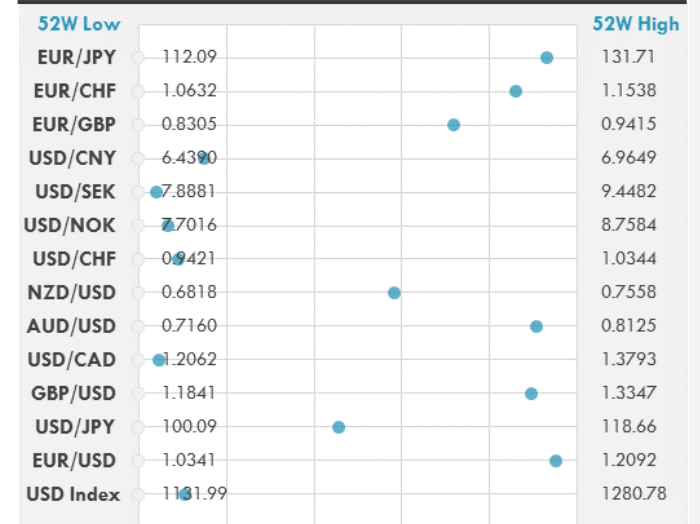 52W Low 52W High
EUR/JPY 112.09 131.71
EUR/CHF 1.0632 1.1538
EUR/GBP 0.8305 0.9415
USD/CNY 6.4390 6.9649
USD/SEK 7.8881 9.4482
USD/NOK 7.7016 8.7584
USD/CHF 0.9421 1.0344
NZD/USD 0.6818 0.7558
AUD/USD 0.7160 0.8125
USD/CAD 1.2062 1.3793
GBP/USD 1.1841 1.3347
USD/JPY 100.09 118.66
EUR/USD 1.0341 1.2092
USD Index 1131.99 1280.78